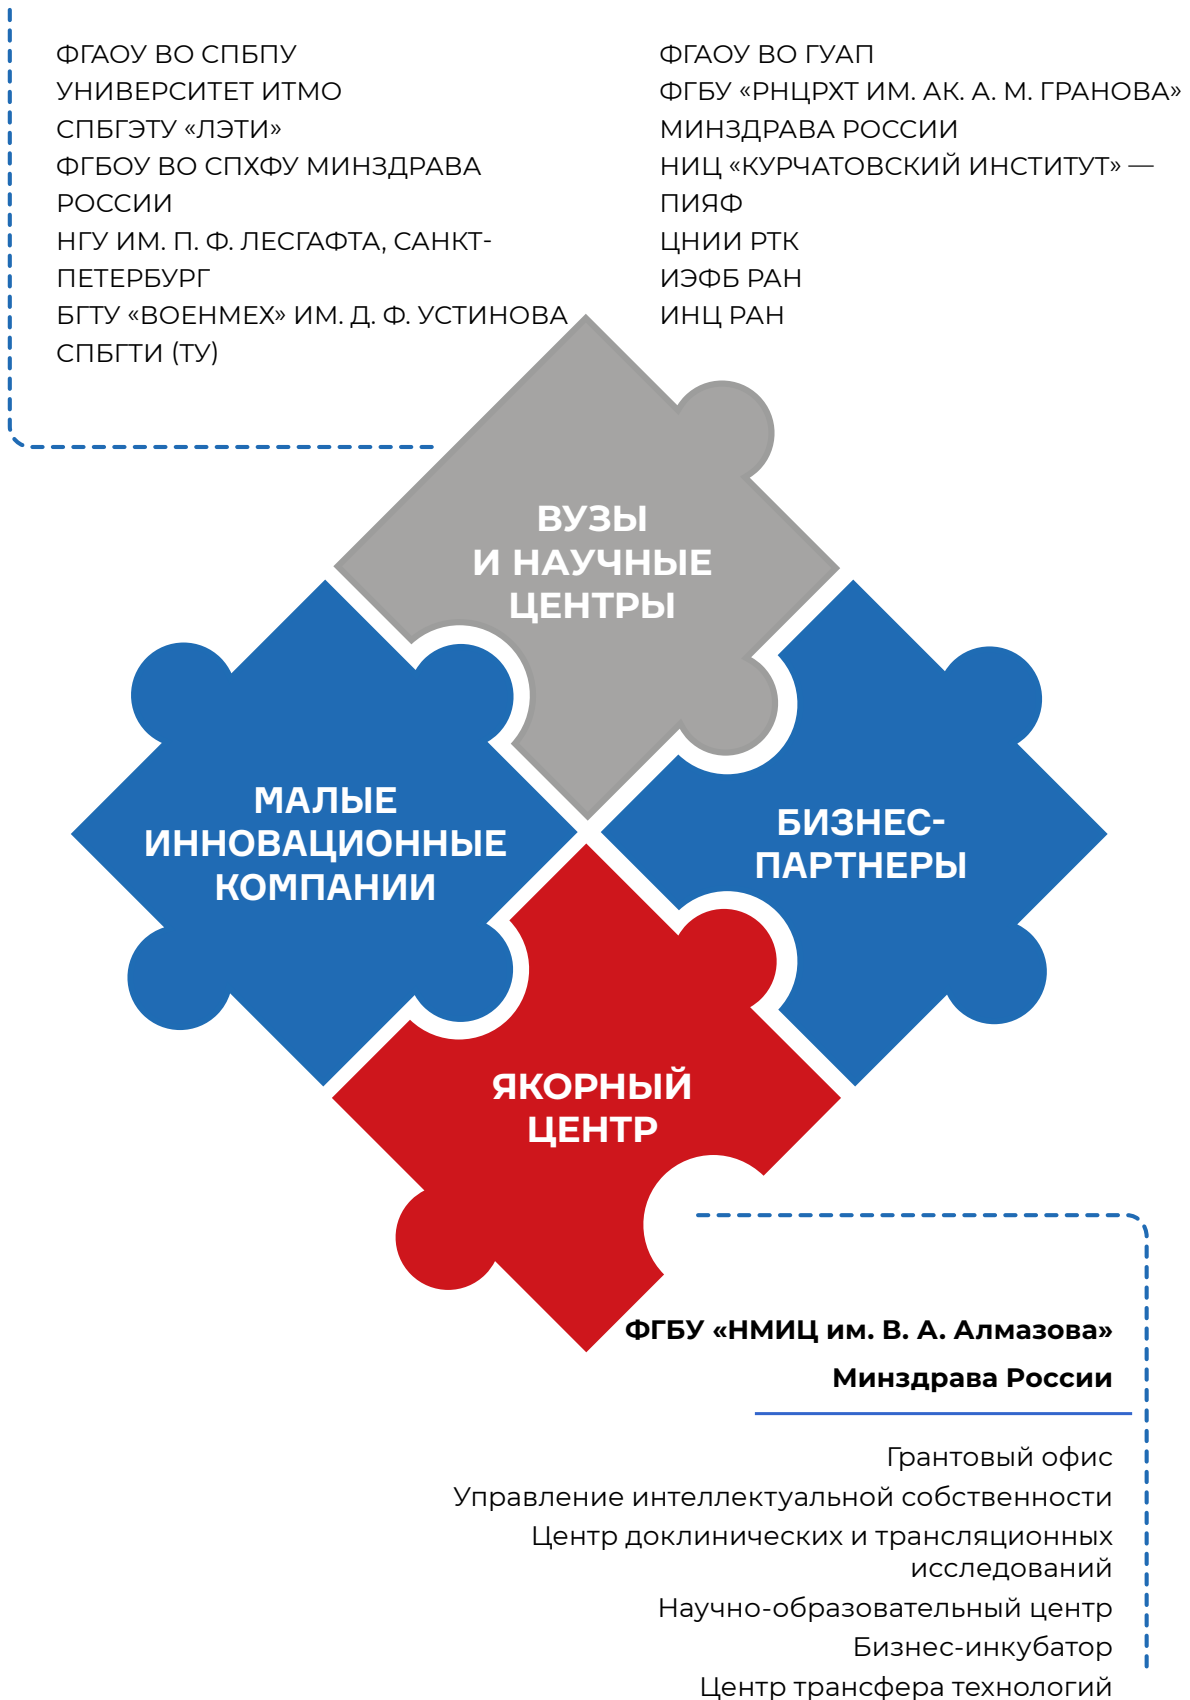 ФГАОУ ВО СПБПУ
УНИВЕРСИТЕТ ИТМО
СПБГЭТУ «ЛЭТИ»
ФГБОУ ВО СПХФУ МИНЗДРАВА
РОССИИ
НГУ ИМ. П. Ф. ЛЕСГАФТА, САНКТ-
ПЕТЕРБУРГ
БГТУ «ВОЕНМЕХ» ИМ. Д. Ф. УСТИНОВА
СПБГТИ (ТУ)
ФГАОУ ВО ГУАП
ФГБУ «РНЦРХТ ИМ. АК. А. М. ГРАНОВА»
МИНЗДРАВА РОССИИ
НИЦ «КУРЧАТОВСКИЙ ИНСТИТУТ» —
ПИЯФ
ЦНИИ РТК
ИЭФБ РАН
ИНЦ РАН
ВУЗЫ
И НАУЧНЫЕ
ЦЕНТРЫ
МАЛЫЕ
ИННОВАЦИОННЫЕ
КОМПАНИИ
БИЗНЕС-
ПАРТНЕРЫ
ЯКОРНЫЙ
ЦЕНТР
ФГБУ «НМИЦ им. В. А. Алмазова»
Минздрава России
Грантовый офис
Управление интеллектуальной собственности
Центр доклинических и трансляционных
исследований
Научно-образовательный центр
Бизнес-инкубатор
Центр трансфера технологий